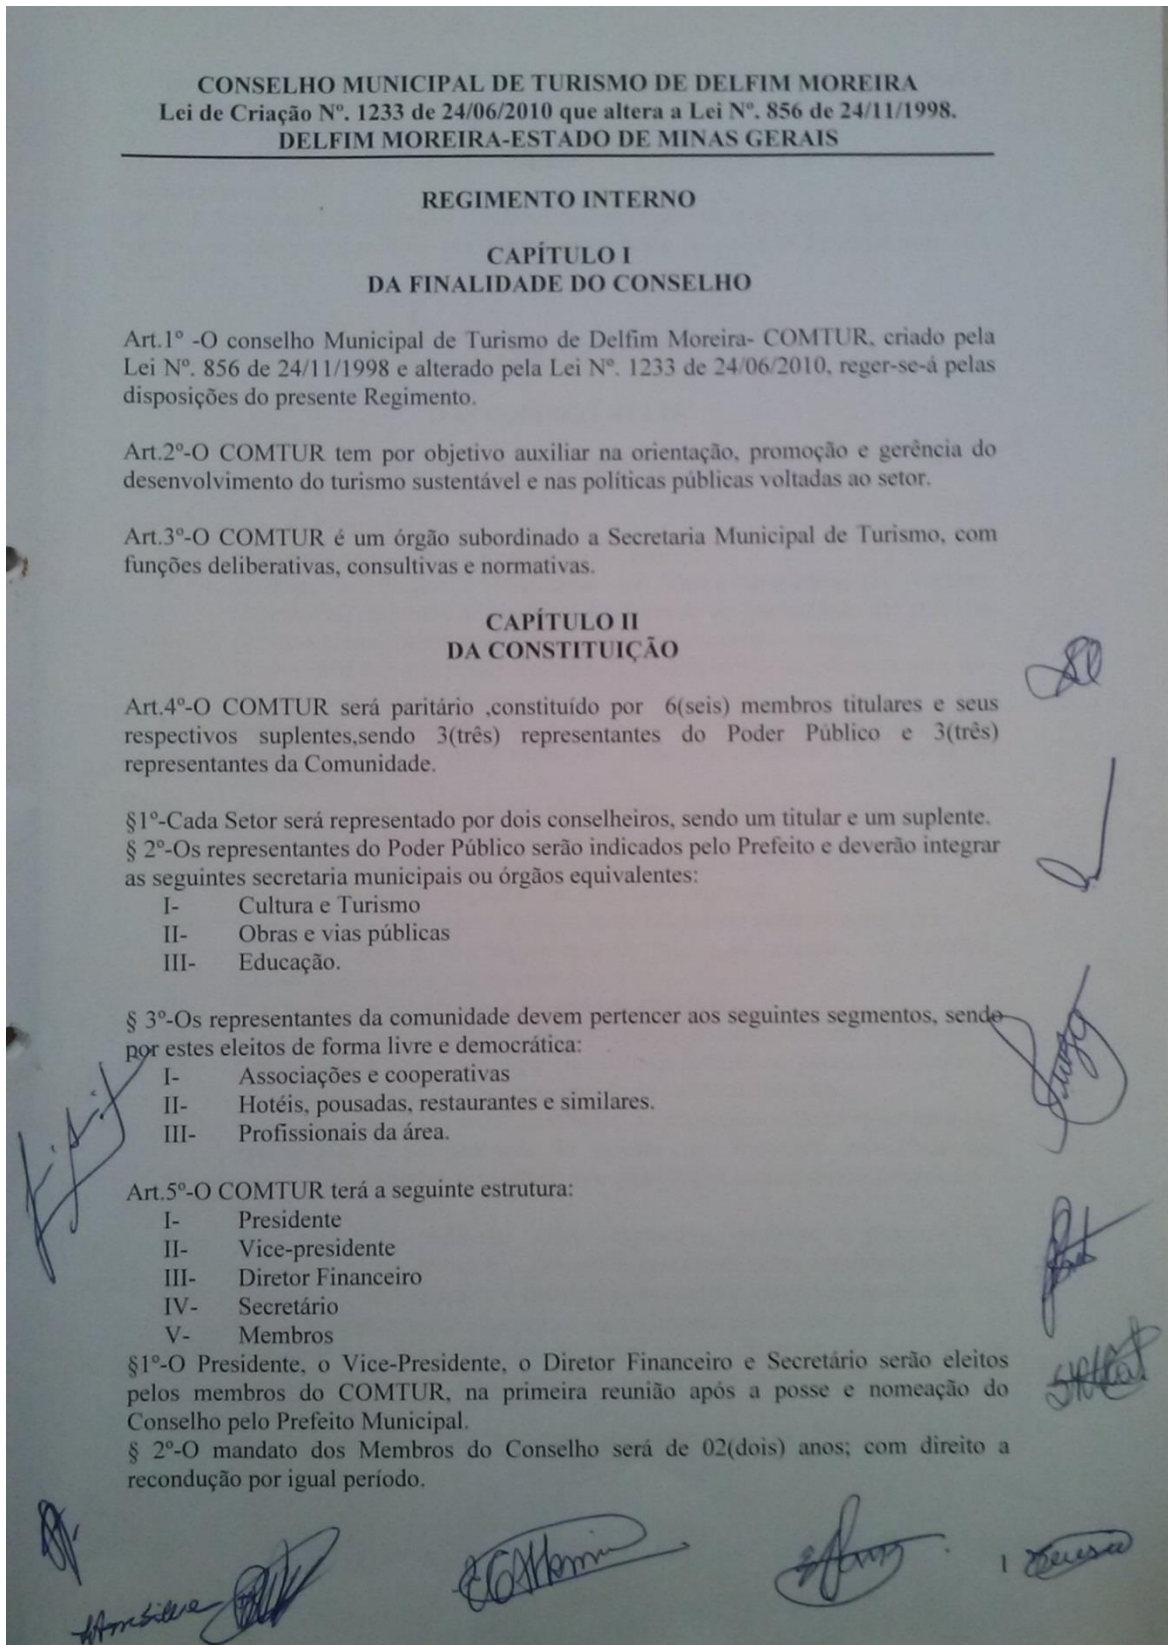 CONSELHO MUNICIPAL DE TURISMO DE DELFIM MOREIRA
Lei de Criação Nº. 1233 de 24/06/2010 que altera a Lei Nº. 856 de 24/11/1998.
DELFIM MOREIRA-ESTADO DE MINAS GERAIS
REGIMENTO INTERNO
CAPÍTULO I
DA FINALIDADE DO CONSELHO
Art.1º -O conselho Municipal de Turismo de Delfim Moreira- COMTUR, criado pela
Lei Nº. 856 de 24/11/1998 e alterado pela Lei Nº. 1233 de 24/06/2010, reger-se-á pelas
disposições do presente Regimento.
Art.2º-O COMTUR tem por objetivo auxiliar na orientação, promoção e gerência do
desenvolvimento do turismo sustentável e nas políticas públicas voltadas ao setor.
Art.3º-O COMTUR é um órgão subordinado a Secretaria Municipal de Turismo, com
funções deliberativas, consultivas e normativas.
CAPÍTULO II
DA CONSTITUIÇÃO
Art.4º-O COMTUR será paritário ,constituído por 6(seis) membros titulares e seus
respectivos suplentes,sendo 3(três) representantes do Poder Público e 3(três)
representantes da Comunidade.
§1º-Cada Setor será representado por dois conselheiros, sendo um titular e um suplente.
§ 2º-Os representantes do Poder Público serão indicados pelo Prefeito e deverão integrar
as seguintes secretaria municipais ou órgãos equivalentes:
I- Cultura e Turismo
II- Obras e vias públicas
III- Educação.
§ 3º-Os representantes da comunidade devem pertencer aos seguintes segmentos, sendo
por estes eleitos de forma livre e democrática:
I- Associações e cooperativas
II- Hotéis, pousadas, restaurantes e similares.
III- Profissionais da área.
Art.5º-O COMTUR terá a seguinte estrutura:
I- Presidente
II- Vice-presidente
III- Diretor Financeiro
IV- Secretário
V- Membros
§1º-O Presidente, o Vice-Presidente, o Diretor Financeiro e Secretário serão eleitos
pelos membros do COMTUR, na primeira reunião após a posse e nomeação do
Conselho pelo Prefeito Municipal.
§ 2º-O mandato dos Membros do Conselho será de 02(dois) anos; com direito a
recondução por igual período.